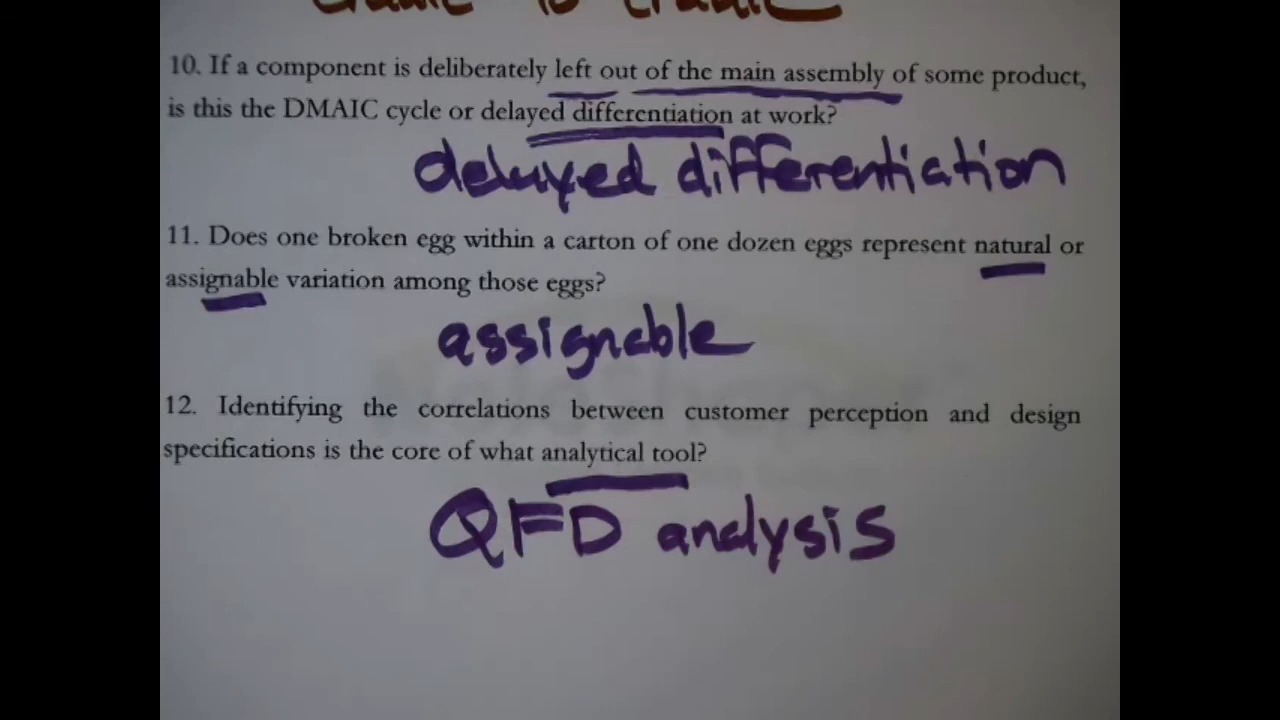 cradle to cradle
10. If a component is deliberately left out of the main assembly of some product,
is this the DMAIC cycle or delayed differentiation at work?
delayed differentiation
11. Does one broken egg within a carton of one dozen eggs represent natural or
assignable variation among those eggs?
assignable
12. Identifying the correlations between customer perception and design
specifications is the core of what analytical tool?
QFD analysis